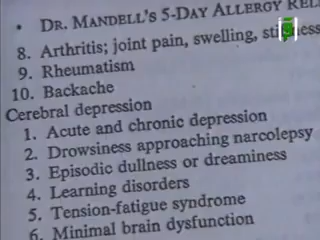 • DR. MANDELL'S 5-DAY ALLERGY
8. Arthritis; joint pain, swelling,
9. Rheumatism
10. Backache
Cerebral depression
1. Acute and chronic depression
2. Drowsiness approaching narcolepsy
3. Episodic dullness or dreaminess
4. Learning disorders
5. Tension-fatigue syndrome
6. Minimal brain dysfunction